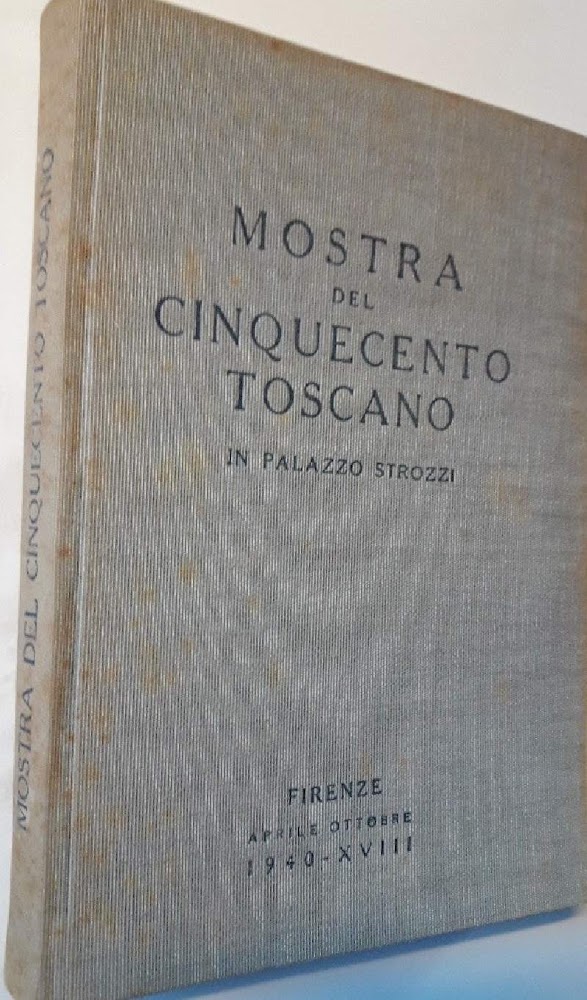 MOSTRA DEL CINQUECENTO TOSCANO
MOSTRA
DEL
CINQUECENTO
TOSCANO
IN PALAZZO STROZZI
FIRENZE
APRILE OTTOBRE
1940-XVIII